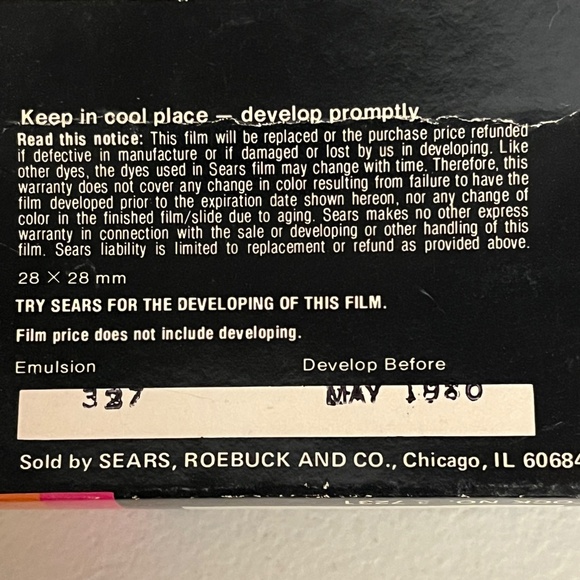 Keep in cool place — develop promptly
Read this notice: This film will be replaced or the purchase price refunded
if defective in manufacture or if damaged or lost by us in developing. Like
other dyes, the dyes used in Sears film may change with time. Therefore, this
warranty does not cover any change in color resulting from failure to have the
film developed prior to the expiration date shown hereon, nor any change of
color in the finished film/slide due to aging. Sears makes no other express
warranty in connection with the sale or developing or other handling of this
film. Sears liability is limited to replacement or refund as provided above.
28 × 28 mm
TRY SEARS FOR THE DEVELOPING OF THIS FILM.
Film price does not include developing.
Emulsion Develop Before
327 MAY 1980
Sold by SEARS, ROEBUCK AND CO., Chicago, IL 60684